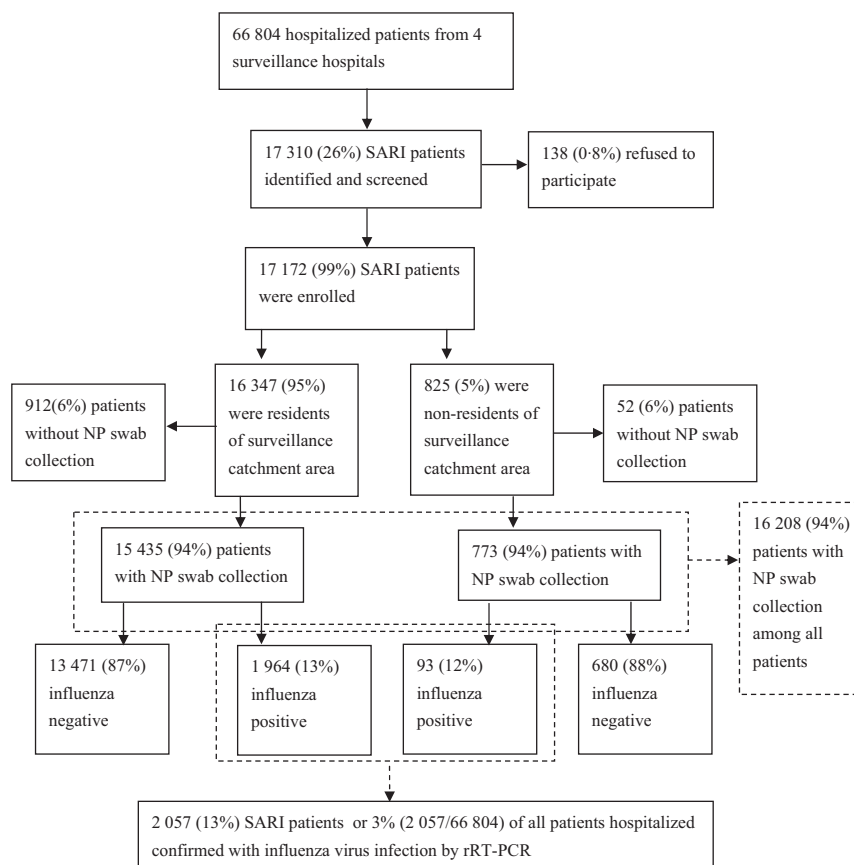 66 804 hospitalized patients from 4
surveillance hospitals
17 310 (26%) SARI patients
identified and screened
138 (0·8%) refused to
participate
17 172 (99%) SARI patients
were enrolled
912(6%) patients
without NP swab
collection
16 347 (95%)
were residents
of surveillance
catchment area
825 (5%) were
non-residents of
surveillance
catchment area
52 (6%) patients
without NP swab
collection
15 435 (94%) patients
with NP swab collection
773 (94%) patients with
NP swab collection
16 208 (94%)
patients with
NP swab
collection
among all
patients
13 471 (87%)
influenza
negative
1 964 (13%)
influenza
positive
93 (12%)
influenza
positive
680 (88%)
influenza
negative
2 057 (13%) SARI patients or 3% (2 057/66 804) of all patients hospitalized
confirmed with influenza virus infection by rRT-PCR